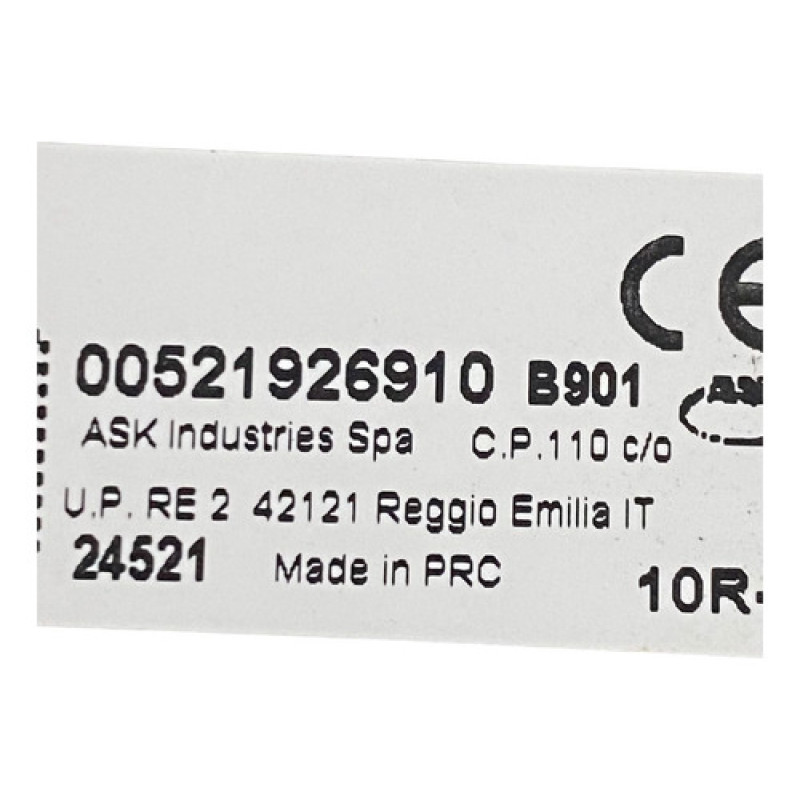 CE
00521926910 B901
ASK Industries Spa C.P.110 c/o
U.P. RE 2 42121 Reggio Emilia IT
24521 Made in PRC
10R-